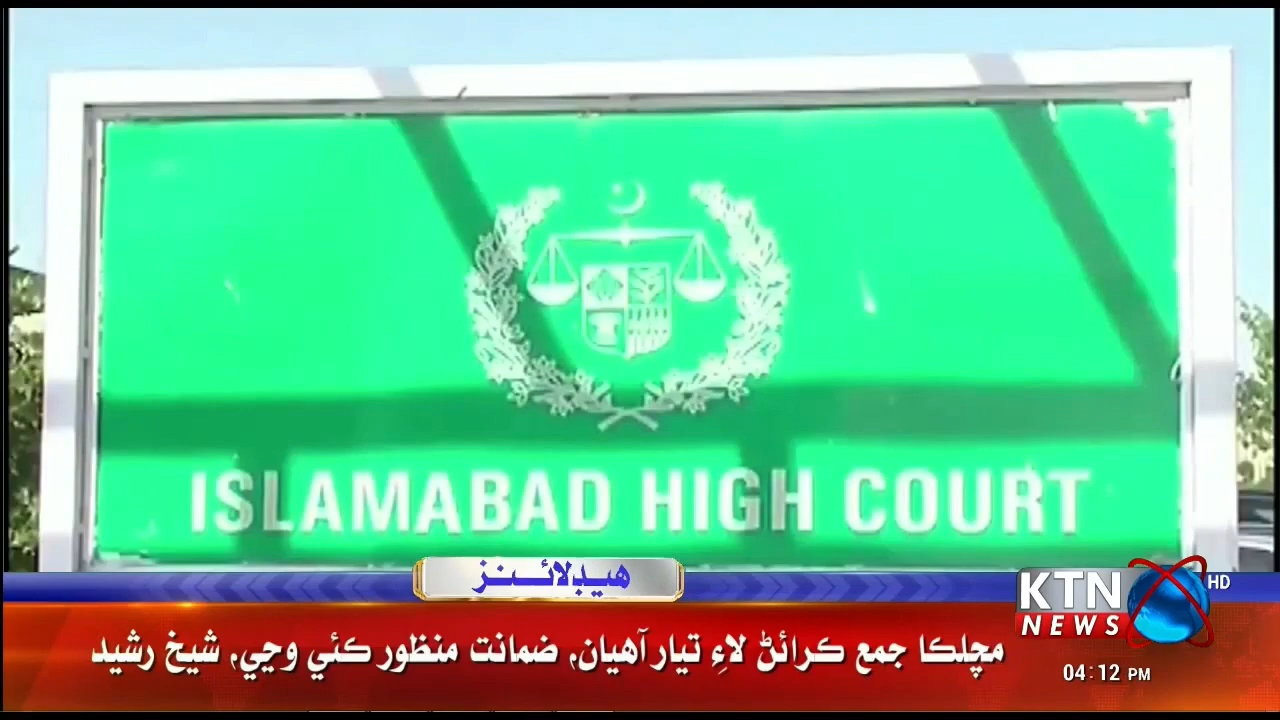 ISLAMABAD HIGH COURT
هيڊلائنز
KTN NEWS HD
مچلڪا جمع ڪرائڻ لاءِ تيار آهيان، ضمانت منظور ڪئي وڃي، شيخ رشيد
04:12 PM